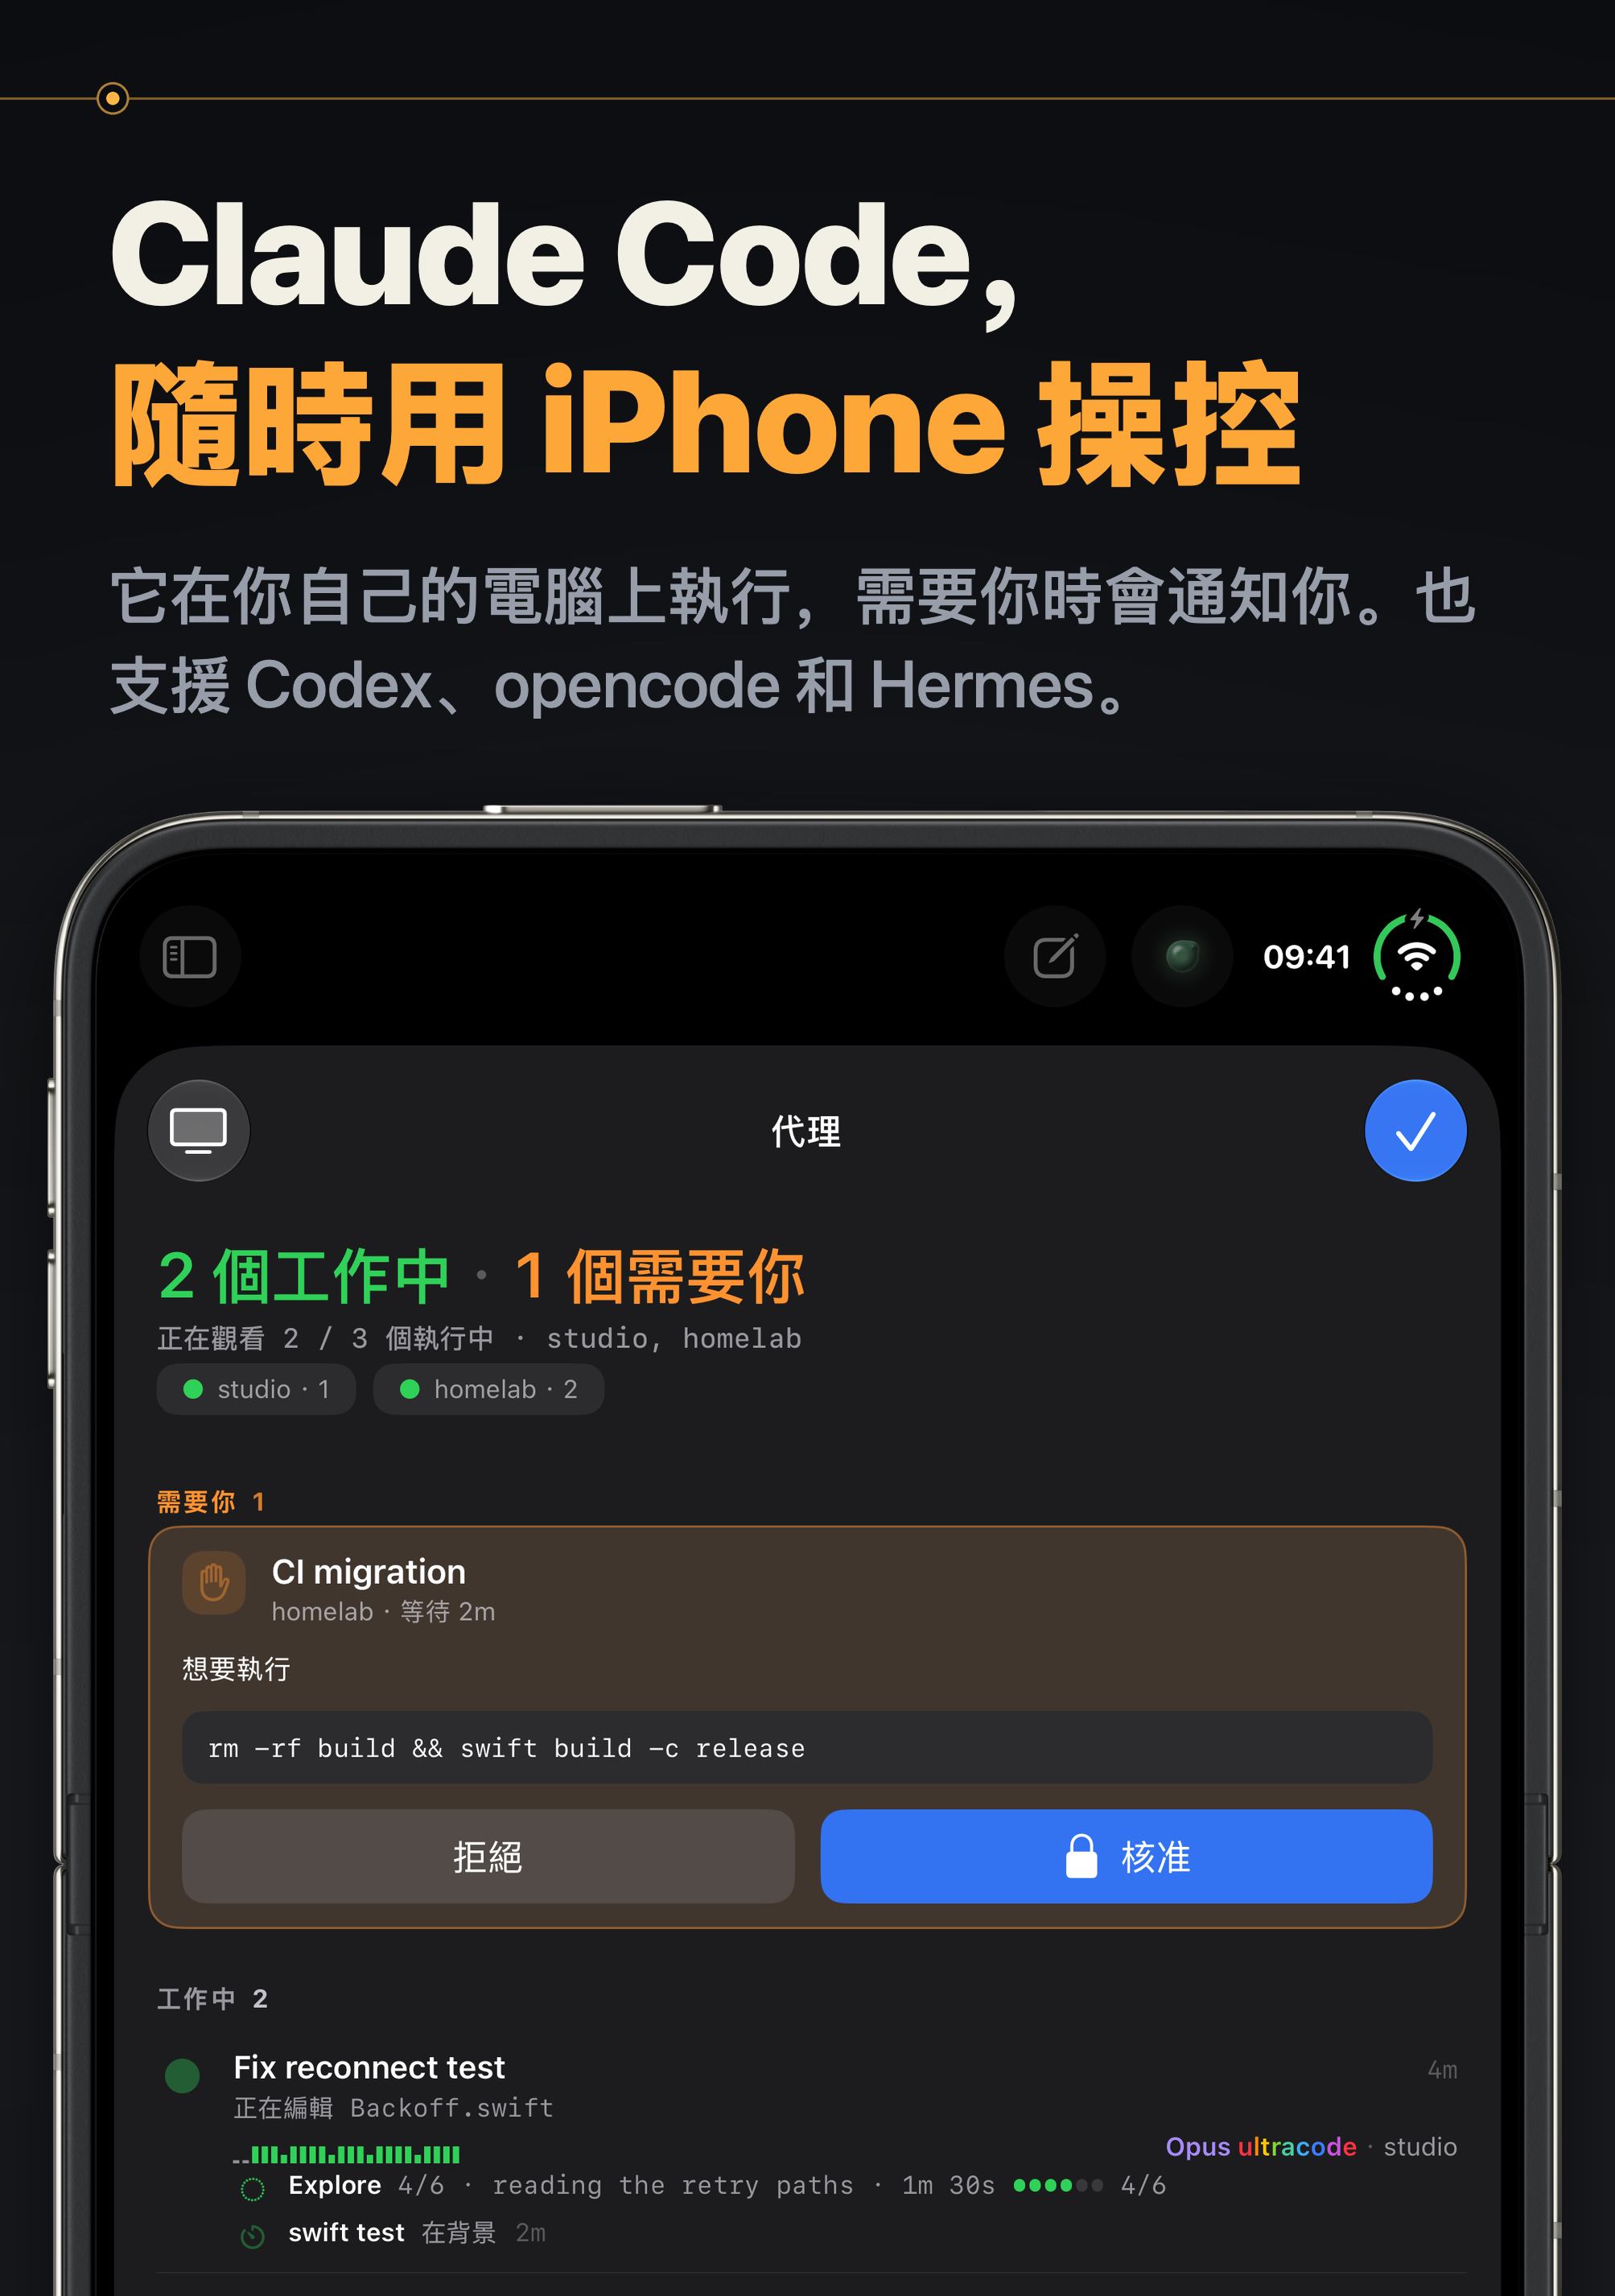 Claude Code,
隨時用 iPhone 操控
它在你自己的電腦上執行，需要你時會通知你。也
支援 Codex、opencode 和 Hermes。
09:41
代理
2 個工作中 · 1 個需要你
正在觀看 2 / 3 個執行中 · studio, homelab
studio · 1 homelab · 2
需要你 1
CI migration
homelab · 等待 2m
想要執行
rm -rf build && swift build -c release
拒絕 核准
工作中 2
Fix reconnect test 4m
正在編輯 Backoff.swift
Opus ultracode · studio
Explore 4/6 · reading the retry paths · 1m 30s 4/6
swift test 在背景 2m